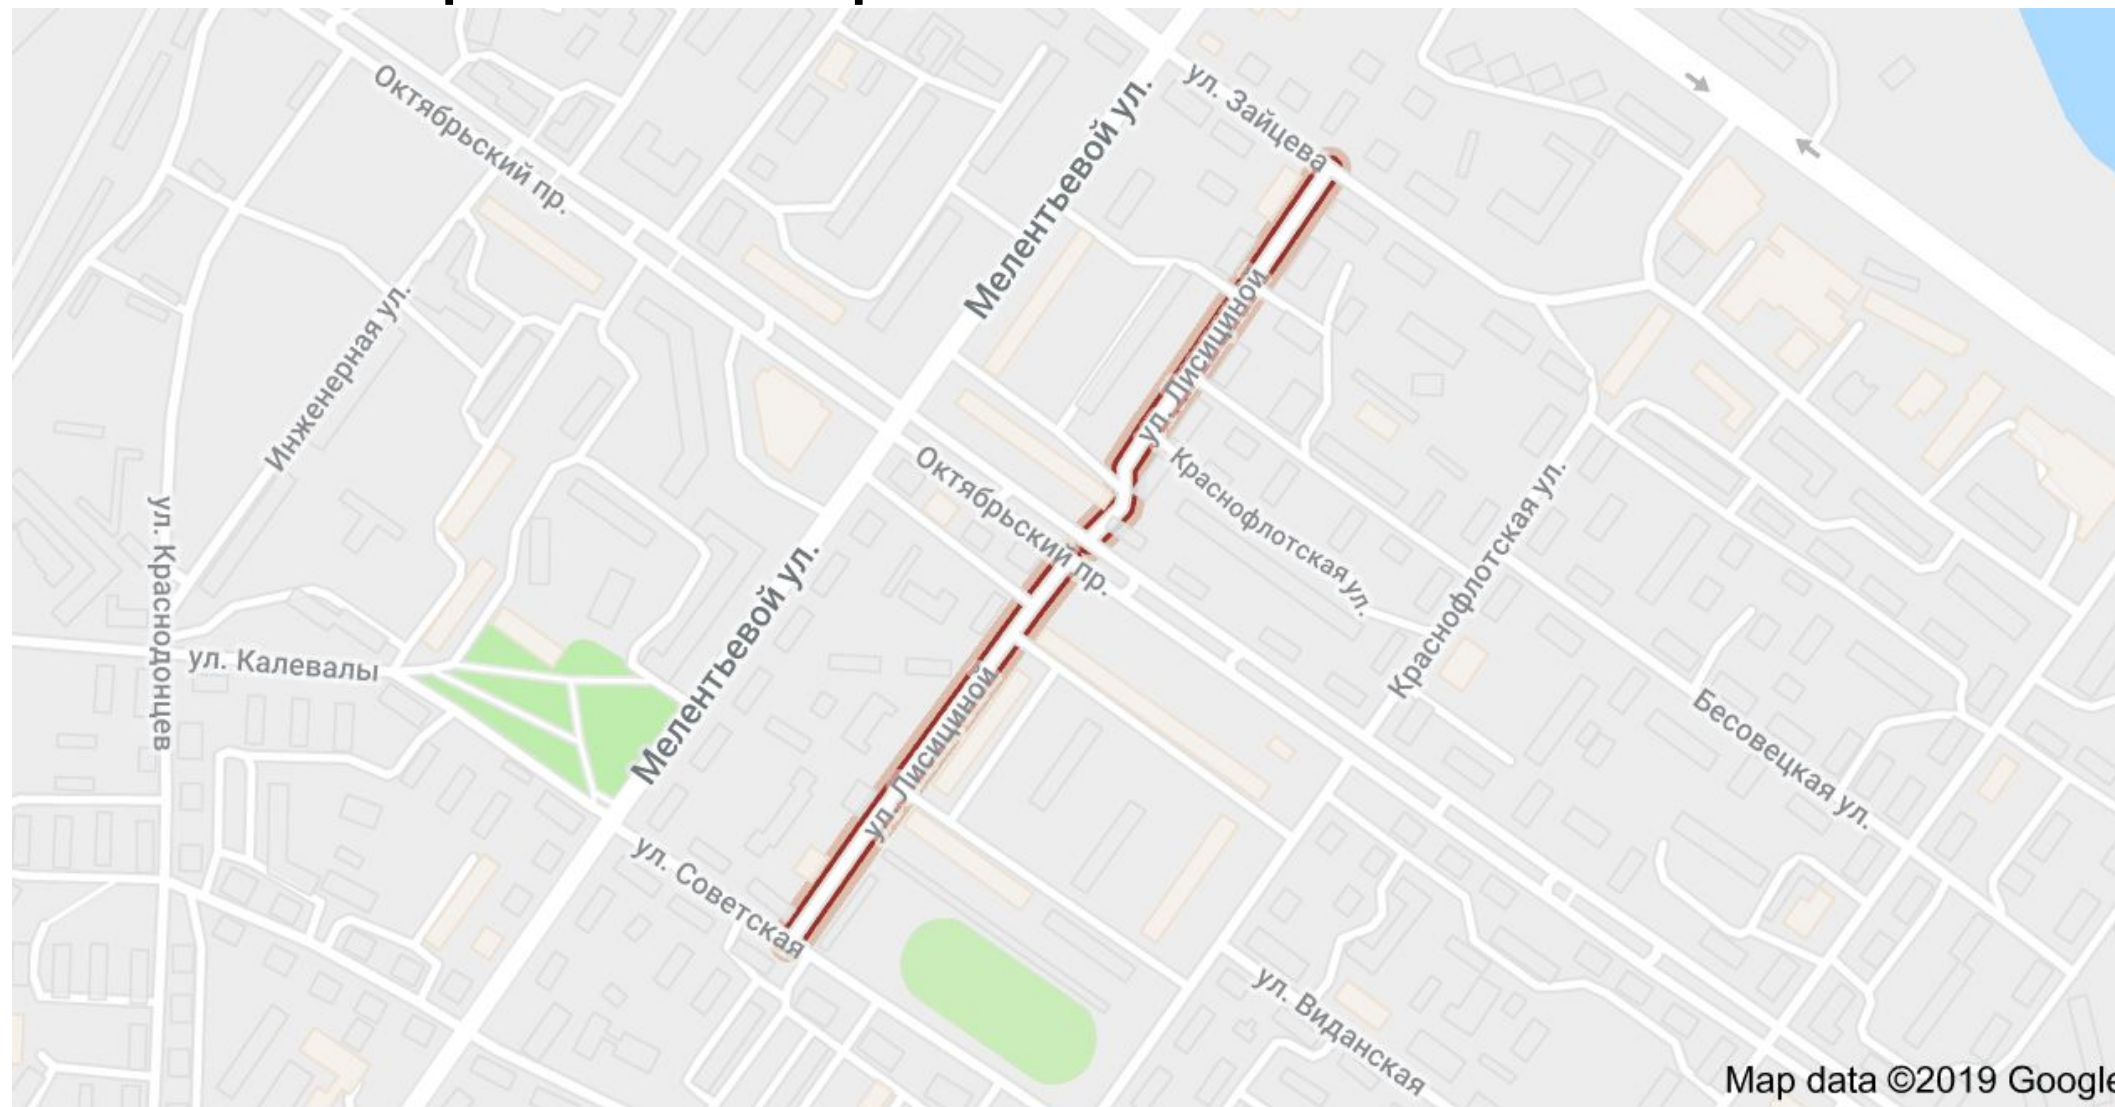 ул. Зайцева
Октябрьский пр.
Мелентьевой ул.
ул. Лисициной
Инженерная ул.
Октябрьский пр.
Краснофлотская ул.
Краснофлотская ул.
ул. Краснодонцев
ул. Калевалы
Мелентьевой ул.
ул. Лисициной
Бесовецкая ул.
ул. Советская
ул. Виданская
Map data ©2019 Google